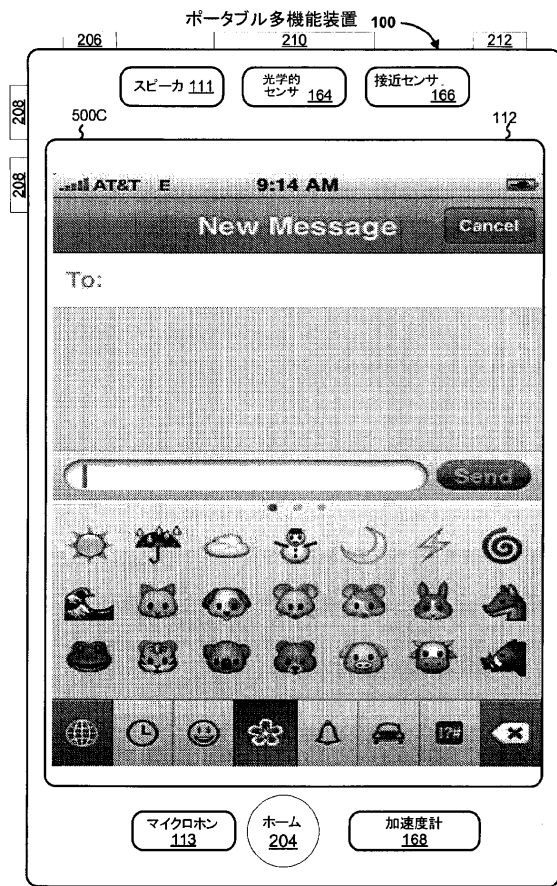 ポータブル多機能装置 100
206 210 212
スピーカ 111
光学的
センサ 164
接近センサ
166
208
208
500C 112
AT&T E 9:14 AM
New Message Cancel
To:
Send
!?#
マイクロホン
113
ホーム
204
加速度計
168